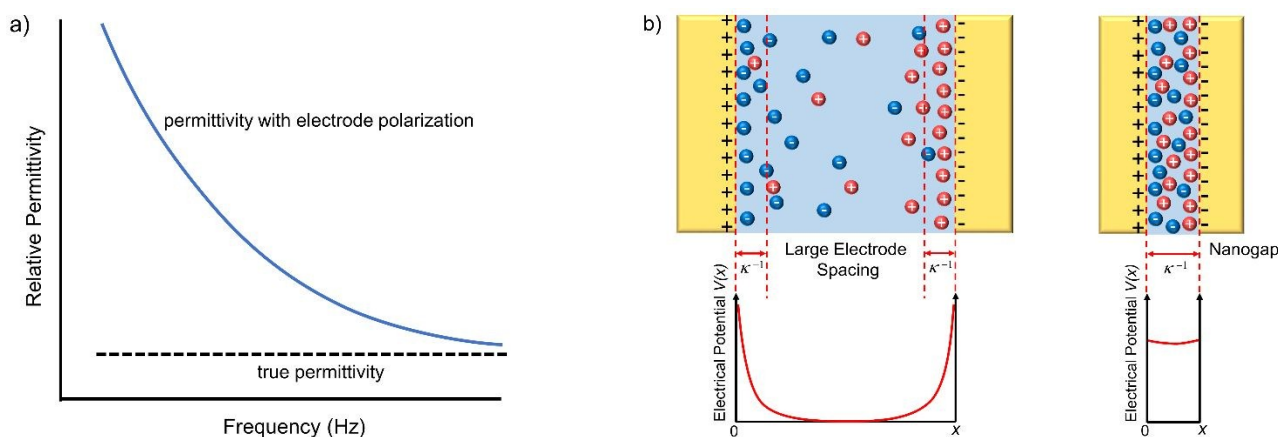 a)
Relative Permittivity
permittivity with electrode polarization
true permittivity
Frequency (Hz)
b)
Large Electrode
Spacing
κ⁻¹
κ⁻¹
Electrical Potential V(x)
0
x
Nanogap
κ⁻¹
Electrical Potential V(x)
0
x